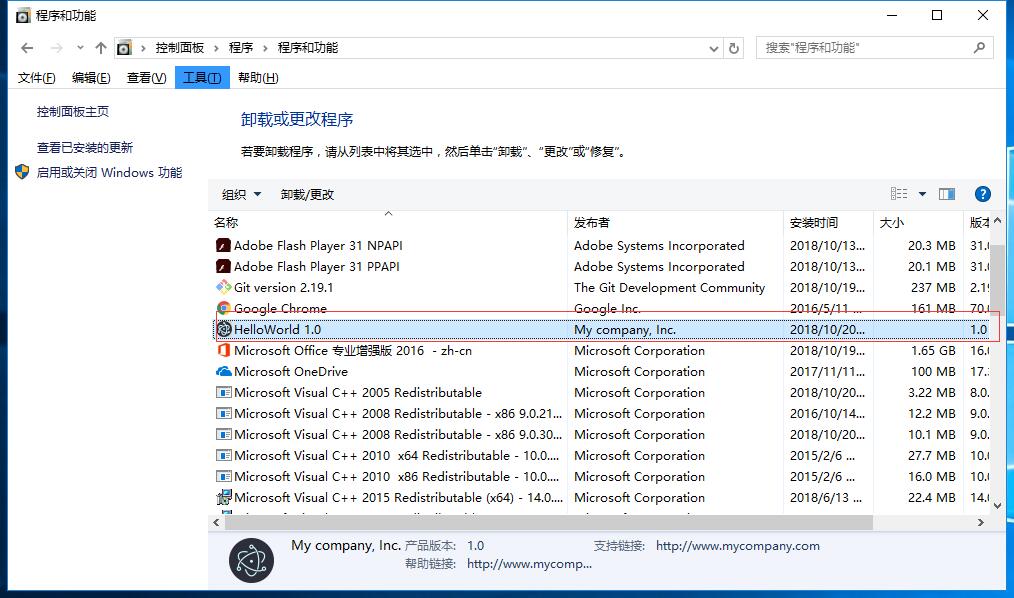 程序和功能
控制面板 › 程序 › 程序和功能
搜索"程序和功能"
文件(F) 编辑(E) 查看(V) 工具(T) 帮助(H)
控制面板主页
查看已安装的更新
启用或关闭 Windows 功能
卸载或更改程序
若要卸载程序，请从列表中将其选中，然后单击“卸载”、“更改”或“修复”。
组织 卸载/更改
名称 发布者 安装时间 大小 版本
Adobe Flash Player 31 NPAPI Adobe Systems Incorporated 2018/10/13... 20.3 MB 31.
Adobe Flash Player 31 PPAPI Adobe Systems Incorporated 2018/10/13... 20.1 MB 31.
Git version 2.19.1 The Git Development Community 2018/10/19... 237 MB 2.19
Google Chrome Google Inc. 2016/5/11 ... 161 MB 70.
HelloWorld 1.0 My company, Inc. 2018/10/20... 1.0
Microsoft Office 专业增强版 2016 - zh-cn Microsoft Corporation 2018/10/19... 1.65 GB 16.
Microsoft OneDrive Microsoft Corporation 2017/11/11... 100 MB 17.
Microsoft Visual C++ 2005 Redistributable Microsoft Corporation 2018/10/20... 3.22 MB 8.0.
Microsoft Visual C++ 2008 Redistributable - x86 9.0.21... Microsoft Corporation 2016/10/14... 12.2 MB 9.0.
Microsoft Visual C++ 2008 Redistributable - x86 9.0.30... Microsoft Corporation 2018/10/20... 10.1 MB 9.0.
Microsoft Visual C++ 2010 x64 Redistributable - 10.0.... Microsoft Corporation 2015/2/6 ... 27.7 MB 10.
Microsoft Visual C++ 2010 x86 Redistributable - 10.0.... Microsoft Corporation 2015/2/6 ... 16.0 MB 10.
Microsoft Visual C++ 2015 Redistributable (x64) - 14.0.... Microsoft Corporation 2018/6/13 ... 22.4 MB 14.
My company, Inc. 产品版本: 1.0 支持链接: http://www.mycompany.com
帮助链接: http://www.mycomp...